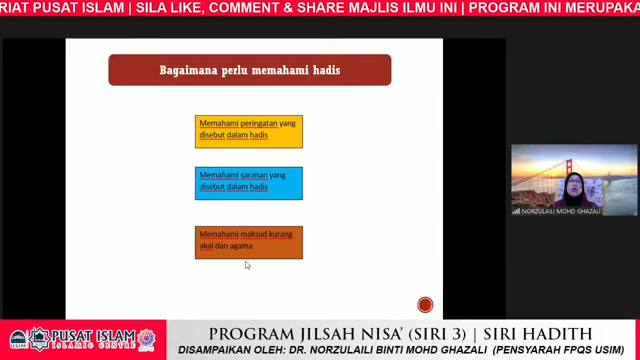 RIAT PUSAT ISLAM | SILA LIKE, COMMENT & SHARE MAJLIS ILMU INI | PROGRAM INI MERUPAKA
Bagaimana perlu memahami hadis
Memahami peringatan yang
disebut dalam hadis
Memahami saranan yang
disebut dalam hadis
Memahami maksud kurang
akal dan agama
NORZULAILI MOHD GHAZALI
USIM
PUSAT ISLAM
ISLAMIC CENTRE
PROGRAM JILSAH NISA' (SIRI 3) | SIRI HADITH
DISAMPAIKAN OLEH: DR. NORZULAILI BINTI MOHD GHAZALI (PENSYARAH FPQS USIM)